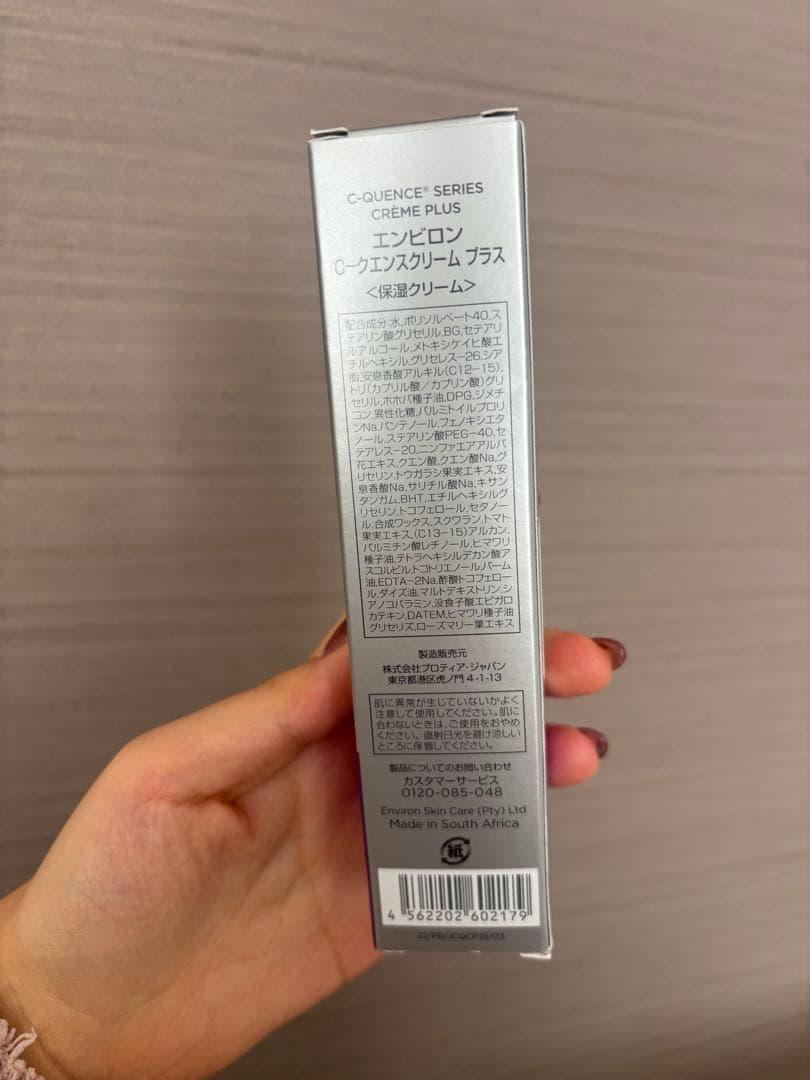 C-QUENCE® SERIES
CRÈME PLUS
エンビロン
C－クエンスクリーム プラス
＜保湿クリーム＞
配合成分:水,ポリソルベート40,ス
テアリン酸グリセリル,BG,セテアリ
ルアルコール,メトキシケイヒ酸エ
チルヘキシル,グリセレス－26,シア
脂,安息香酸アルキル(C12－15),
トリ(カプリル酸／カプリン酸)グリ
セリル,ホホバ種子油,DPG,ジメチ
コン,異性化糖,パルミトイルプロリ
ンNa,パンテノール,フェノキシエタ
ノール,ステアリン酸PEG－40,セ
テアレス－20,ニンファエアアルバ
花エキス,クエン酸,クエン酸Na,グ
リセリン,トウガラシ果実エキス,安
息香酸Na,サリチル酸Na,キサン
タンガム,BHT,エチルヘキシルグ
リセリン,トコフェロール,セタノー
ル,合成ワックス,スクワラン,トマト
果実エキス,(C13－15)アルカン,
パルミチン酸レチノール,ヒマワリ
種子油,テトラヘキシルデカン酸ア
スコルビル,トコトリエノール,パーム
油,EDTA－2Na,酢酸トコフェロー
ル,ダイズ油,マルトデキストリン,シ
アノコバラミン,没食子酸エピガロ
カテキン,DATEM,ヒマワリ種子油
グリセリズ,ローズマリー葉エキス
製造販売元
株式会社プロティア・ジャパン
東京都港区虎ノ門 4-1-13
肌に異常が生じていないかよく
注意して使用してください。肌に
合わないときは、ご使用をおやめ
ください。直射日光を避け涼しい
ところに保管してください。
製品についてのお問い合わせ
カスタマーサービス
0120-085-048
Environ Skin Care (Pty) Ltd
Made in South Africa
紙
4 562202 602179
22/PB/JCQCP35/03